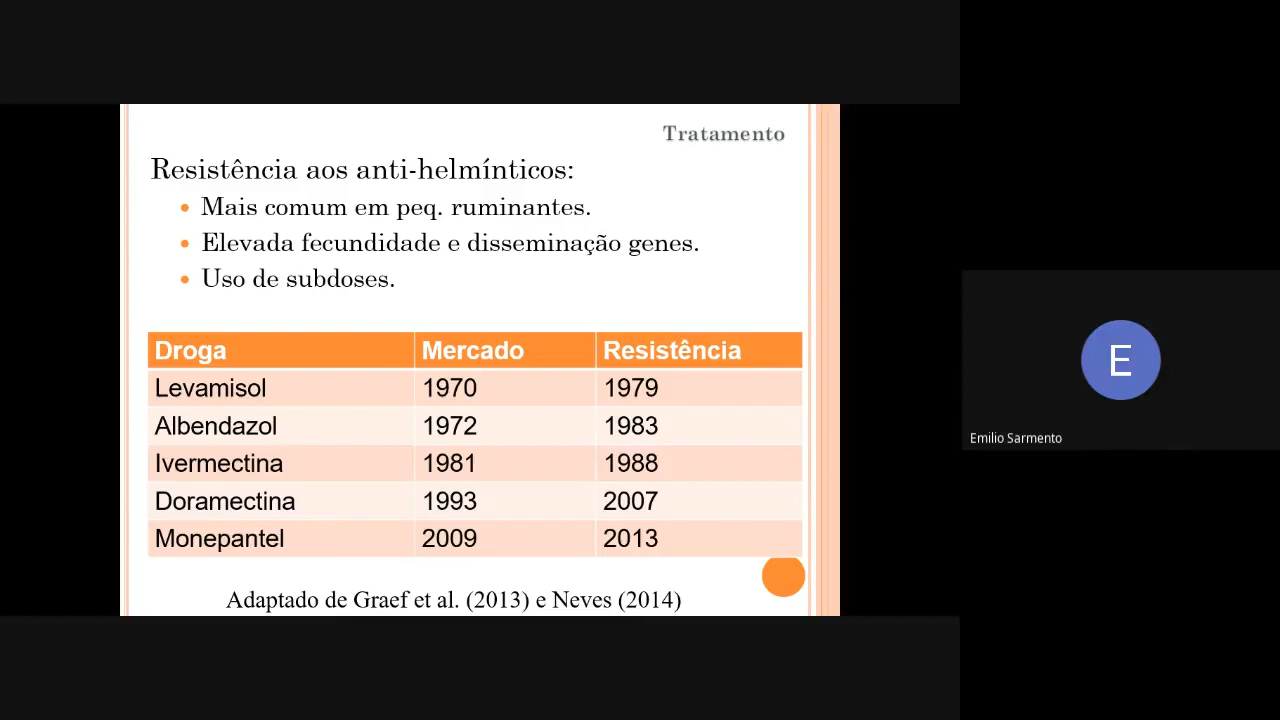 Tratamento
Resistência aos anti-helmínticos:
• Mais comum em peq. ruminantes.
• Elevada fecundidade e disseminação genes.
• Uso de subdoses.
Droga Mercado Resistência
Levamisol 1970 1979
Albendazol 1972 1983
Ivermectina 1981 1988
Doramectina 1993 2007
Monepantel 2009 2013
Adaptado de Graef et al. (2013) e Neves (2014)
E
Emilio Sarmento